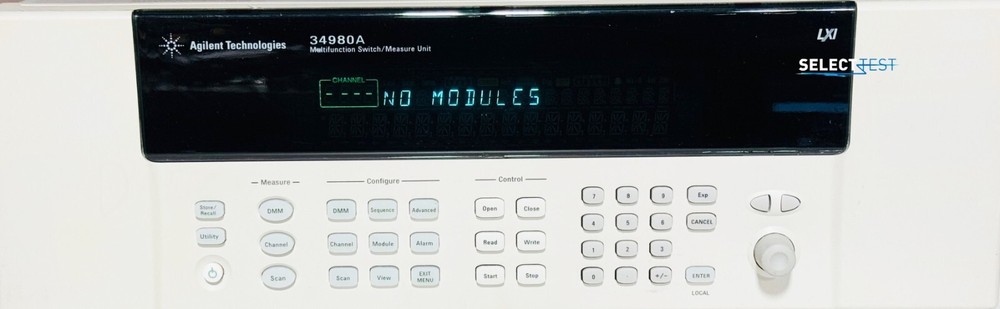 Agilent Technologies
34980A
Multifunction Switch/Measure Unit
LXI
SELECTTEST
CHANNEL
---- NO MODULES
Measure
Configure
Control
Store/
Recall
DMM
DMM
Sequence
Advanced
Open
Close
7
8
9
Exp
Utility
Channel
Channel
Module
Alarm
Read
Write
4
5
6
CANCEL
1
2
3
Scan
Scan
View
EXIT
MENU
Start
Stop
0
.
+/-
ENTER
LOCAL